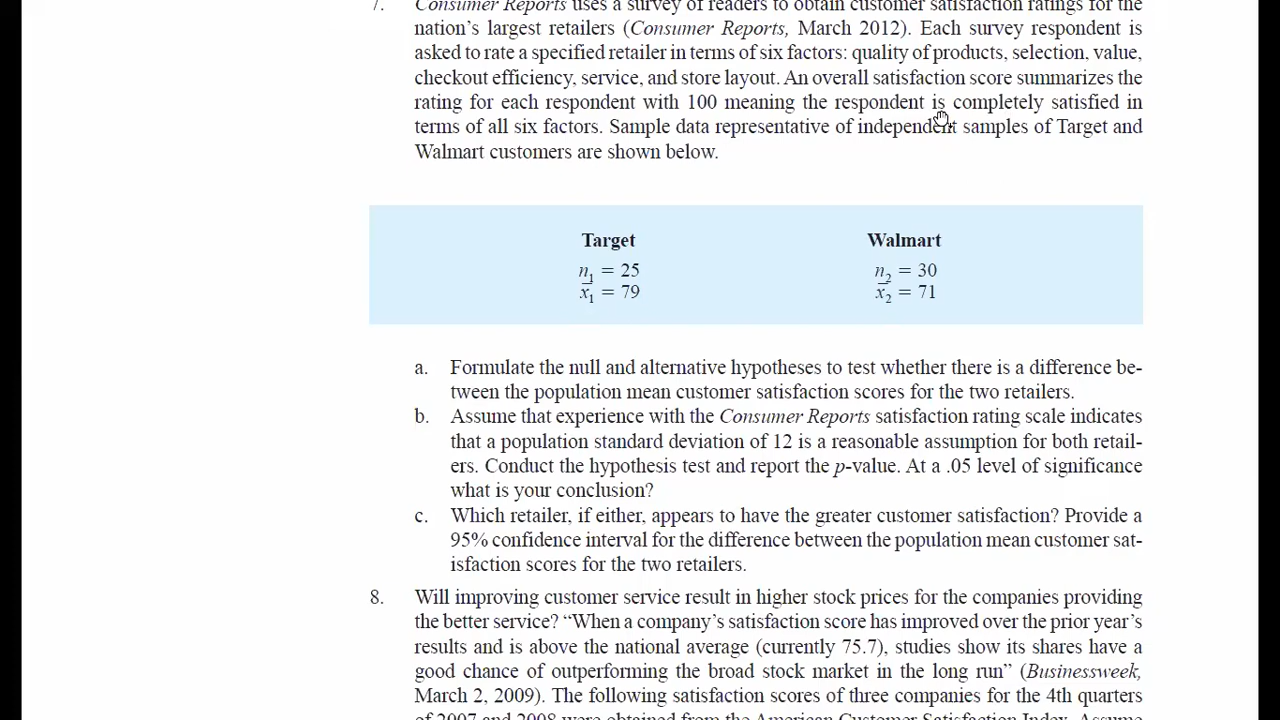 7. Consumer Reports uses a survey of readers to obtain customer satisfaction ratings for the
nation’s largest retailers (Consumer Reports, March 2012). Each survey respondent is
asked to rate a specified retailer in terms of six factors: quality of products, selection, value,
checkout efficiency, service, and store layout. An overall satisfaction score summarizes the
rating for each respondent with 100 meaning the respondent is completely satisfied in
terms of all six factors. Sample data representative of independent samples of Target and
Walmart customers are shown below.
Target Walmart
n₁ = 25 n₂ = 30
x̅₁ = 79 x̅₂ = 71
a. Formulate the null and alternative hypotheses to test whether there is a difference be-
tween the population mean customer satisfaction scores for the two retailers.
b. Assume that experience with the Consumer Reports satisfaction rating scale indicates
that a population standard deviation of 12 is a reasonable assumption for both retail-
ers. Conduct the hypothesis test and report the p-value. At a .05 level of significance
what is your conclusion?
c. Which retailer, if either, appears to have the greater customer satisfaction? Provide a
95% confidence interval for the difference between the population mean customer sat-
isfaction scores for the two retailers.
8. Will improving customer service result in higher stock prices for the companies providing
the better service? “When a company’s satisfaction score has improved over the prior year’s
results and is above the national average (currently 75.7), studies show its shares have a
good chance of outperforming the broad stock market in the long run” (Businessweek,
March 2, 2009). The following satisfaction scores of three companies for the 4th quarters
of 2007 and 2008 were obtained from the American Customer Satisfaction Index. Assume